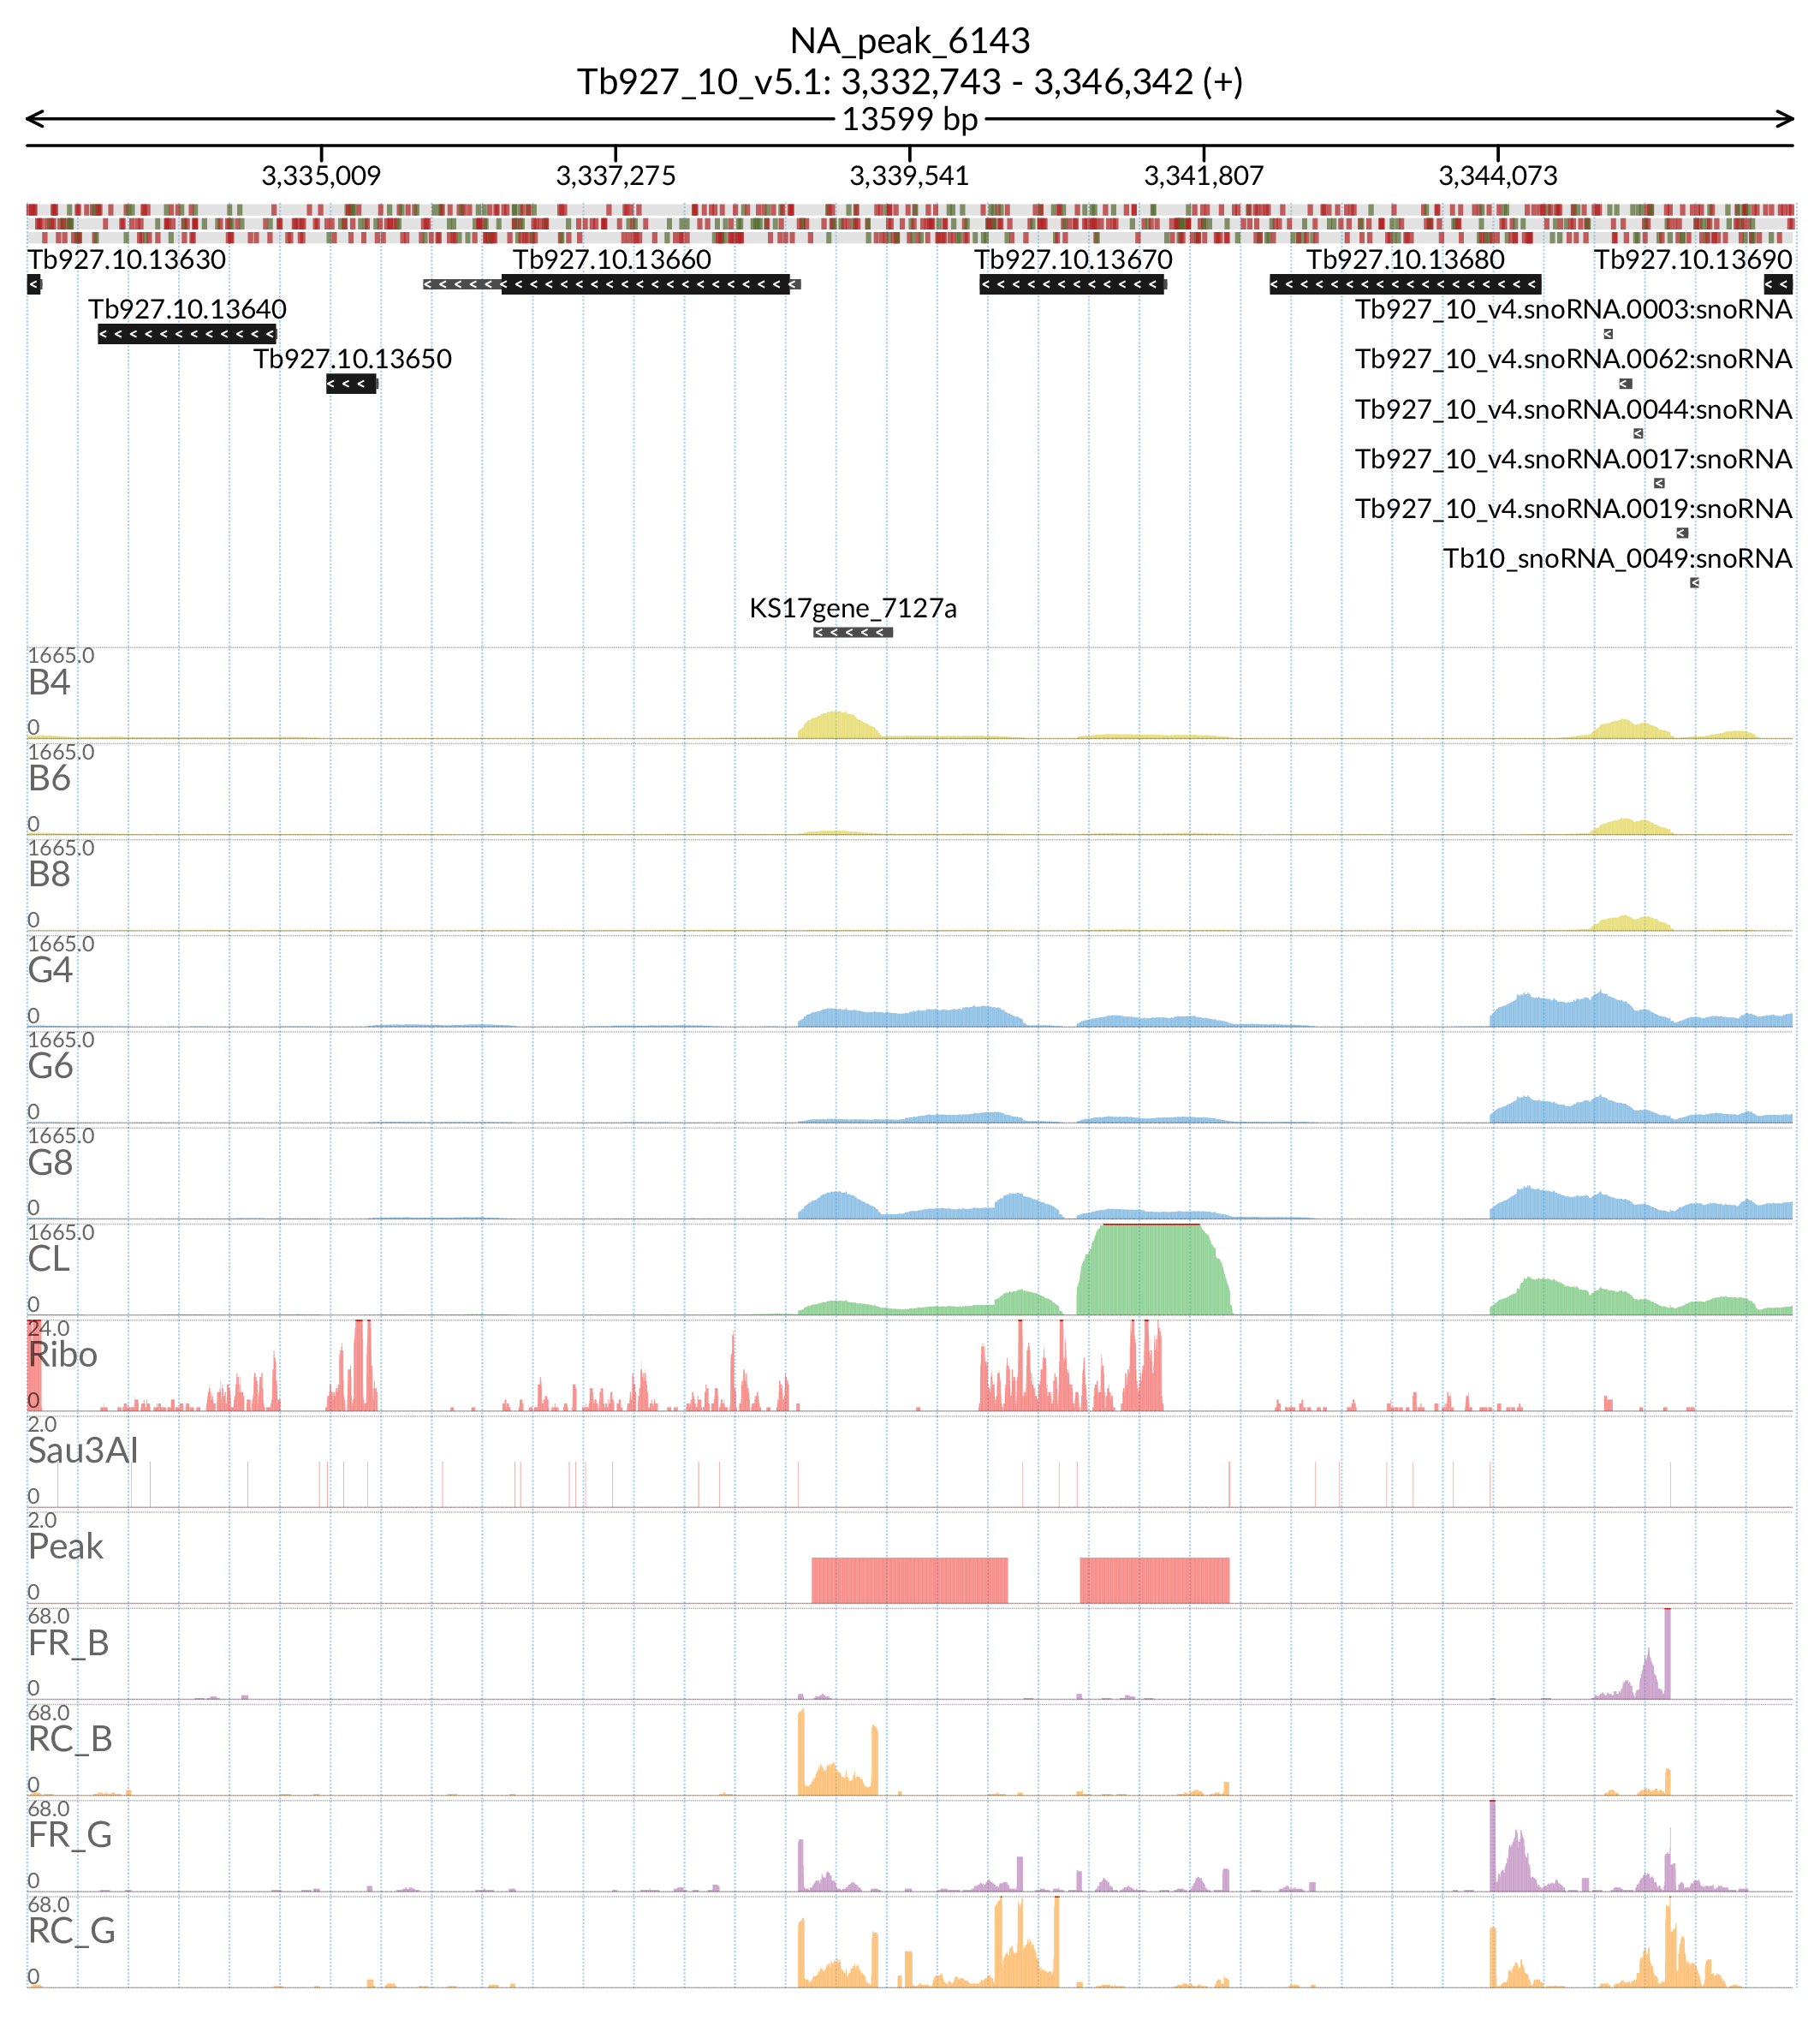 NA_peak_6143
Tb927_10_v5.1: 3,332,743 - 3,346,342 (+)
13599 bp
3,335,009 3,337,275 3,339,541 3,341,807 3,344,073
Tb927.10.13630 Tb927.10.13660 Tb927.10.13670 Tb927.10.13680 Tb927.10.13690
Tb927.10.13640 Tb927_10_v4.snoRNA.0003:snoRNA
Tb927.10.13650 Tb927_10_v4.snoRNA.0062:snoRNA
Tb927_10_v4.snoRNA.0044:snoRNA
Tb927_10_v4.snoRNA.0017:snoRNA
Tb927_10_v4.snoRNA.0019:snoRNA
Tb10_snoRNA_0049:snoRNA
KS17gene_7127a
1665.0
B4
0
1665.0
B6
0
1665.0
B8
0
1665.0
G4
0
1665.0
G6
0
1665.0
G8
0
1665.0
CL
0
24.0
Ribo
0
2.0
Sau3AI
0
2.0
Peak
0
68.0
FR_B
0
68.0
RC_B
0
68.0
FR_G
0
68.0
RC_G
0